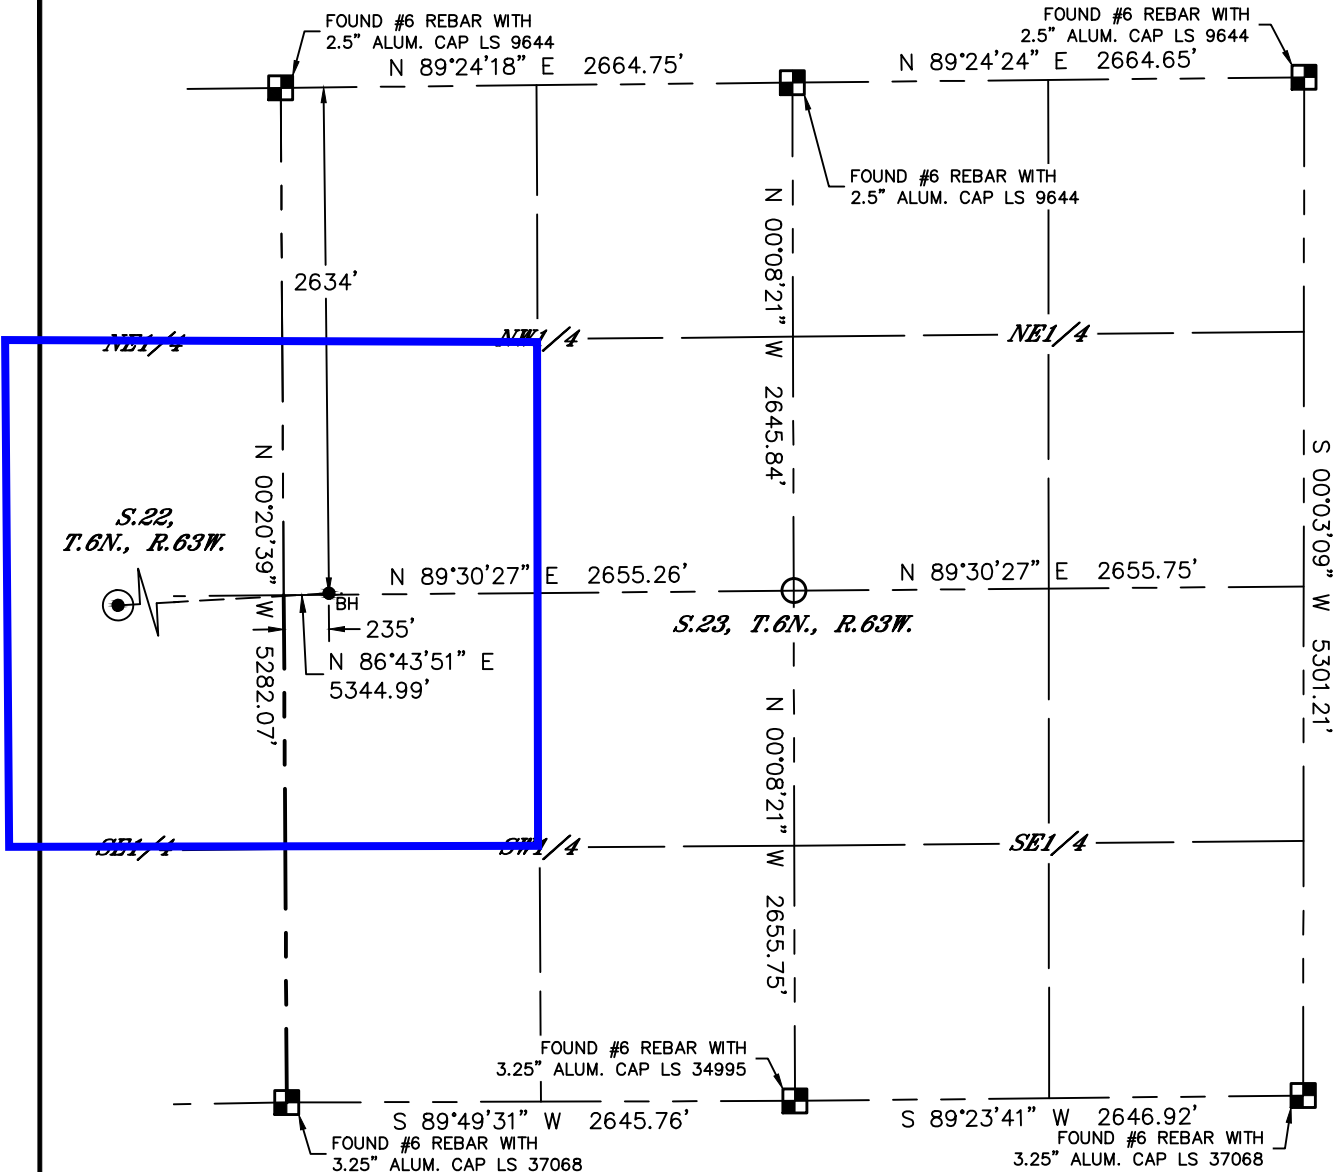 FOUND #6 REBAR WITH
2.5" ALUM. CAP LS 9644
FOUND #6 REBAR WITH
2.5" ALUM. CAP LS 9644
N 89°24'18" E 2664.75'
N 89°24'24" E 2664.65'
FOUND #6 REBAR WITH
2.5" ALUM. CAP LS 9644
N 00°08'21" W 2645.84'
2634'
NE1/4
NW1/4
NE1/4
N 00°20'39" W 5282.07'
S 00°03'09" W 5301.21'
S.22,
T.6N., R.63W.
N 89°30'27" E 2655.26'
N 89°30'27" E 2655.75'
BH
S.23, T.6N., R.63W.
235'
N 86°43'51" E
5344.99'
N 00°08'21" W 2655.75'
SE1/4
SW1/4
SE1/4
FOUND #6 REBAR WITH
3.25" ALUM. CAP LS 34995
S 89°49'31" W 2645.76'
S 89°23'41" W 2646.92'
FOUND #6 REBAR WITH
3.25" ALUM. CAP LS 37068
FOUND #6 REBAR WITH
3.25" ALUM. CAP LS 37068